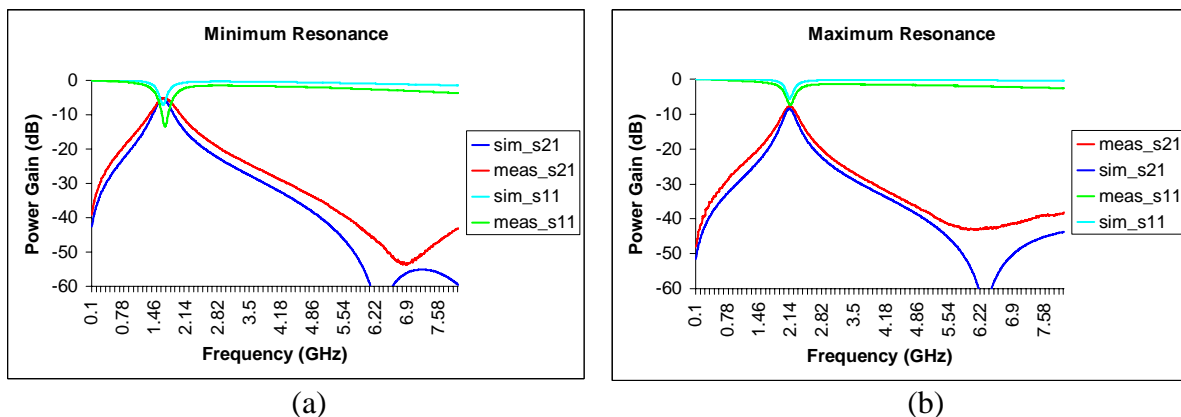 Minimum Resonance
0
-10
-20
-30
-40
-50
-60
Power Gain (dB)
0.1
0.78
1.46
2.14
2.82
3.5
4.18
4.86
5.54
6.22
6.9
7.58
Frequency (GHz)
sim_s21
meas_s21
sim_s11
meas_s11
(a)
Maximum Resonance
0
-10
-20
-30
-40
-50
-60
Power Gain (dB)
0.1
0.78
1.46
2.14
2.82
3.5
4.18
4.86
5.54
6.22
6.9
7.58
Frequency (GHz)
meas_s21
sim_s21
meas_s11
sim_s11
(b)